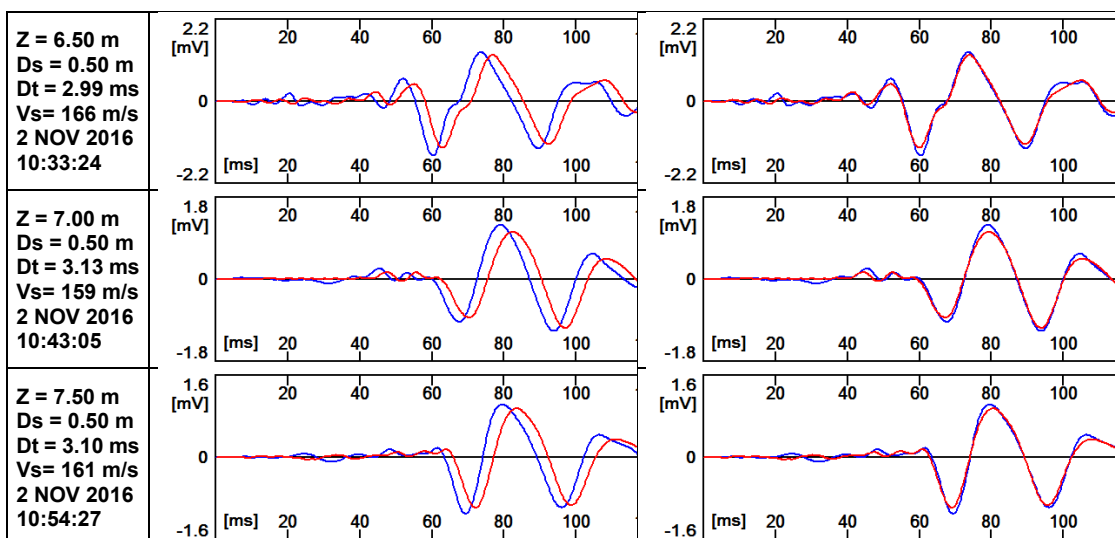 Z = 6.50 m
Ds = 0.50 m
Dt = 2.99 ms
Vs= 166 m/s
2 NOV 2016
10:33:24
2.2
[mV]
20 40 60 80 100
0
[ms]
-2.2
20 40 60 80 100
2.2
[mV]
20 40 60 80 100
0
[ms]
-2.2
20 40 60 80 100
Z = 7.00 m
Ds = 0.50 m
Dt = 3.13 ms
Vs= 159 m/s
2 NOV 2016
10:43:05
1.8
[mV]
20 40 60 80 100
0
[ms]
-1.8
20 40 60 80 100
1.8
[mV]
20 40 60 80 100
0
[ms]
-1.8
20 40 60 80 100
Z = 7.50 m
Ds = 0.50 m
Dt = 3.10 ms
Vs= 161 m/s
2 NOV 2016
10:54:27
1.6
[mV]
20 40 60 80 100
0
[ms]
-1.6
20 40 60 80 100
1.6
[mV]
20 40 60 80 100
0
[ms]
-1.6
20 40 60 80 100